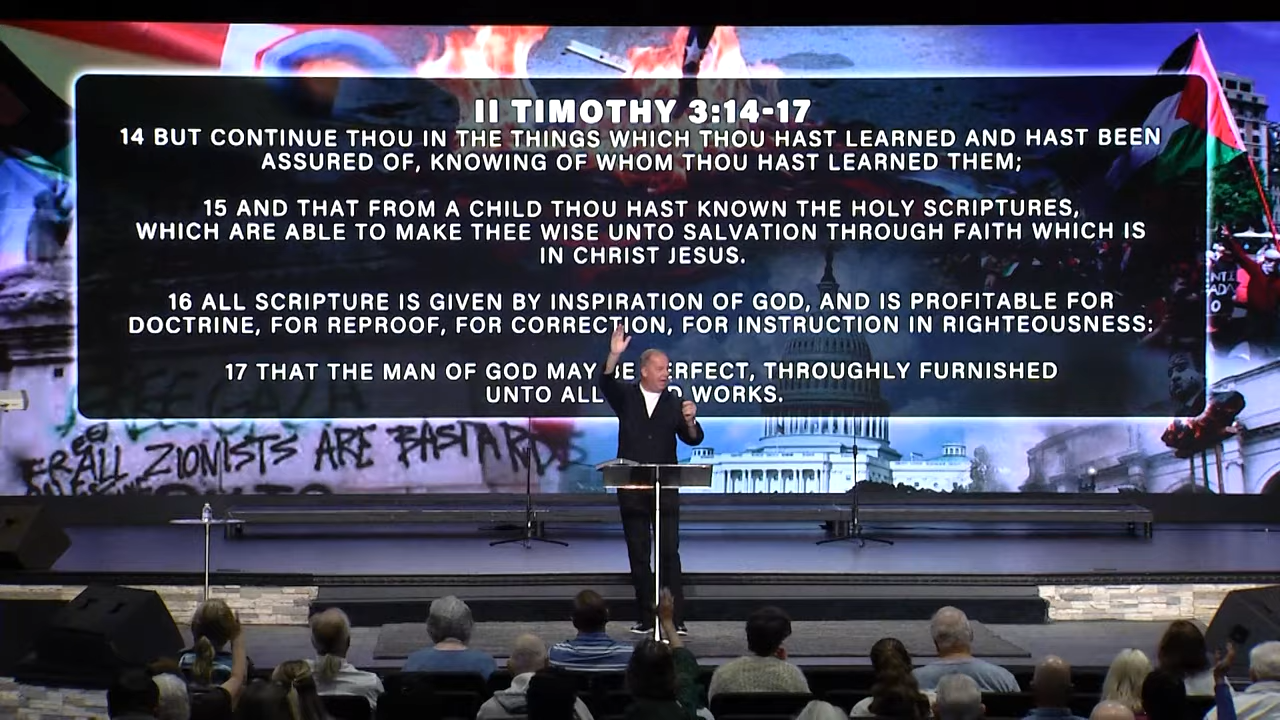 II TIMOTHY 3:14-17
14 BUT CONTINUE THOU IN THE THINGS WHICH THOU HAST LEARNED AND HAST BEEN
ASSURED OF, KNOWING OF WHOM THOU HAST LEARNED THEM;
15 AND THAT FROM A CHILD THOU HAST KNOWN THE HOLY SCRIPTURES,
WHICH ARE ABLE TO MAKE THEE WISE UNTO SALVATION THROUGH FAITH WHICH IS
IN CHRIST JESUS.
16 ALL SCRIPTURE IS GIVEN BY INSPIRATION OF GOD, AND IS PROFITABLE FOR
DOCTRINE, FOR REPROOF, FOR CORRECTION, FOR INSTRUCTION IN RIGHTEOUSNESS:
17 THAT THE MAN OF GOD MAY BE ERFECT, THROUGHLY FURNISHED
UNTO ALL D WORKS.
FREE GAZA
ALL ZIONISTS ARE BASTARDS